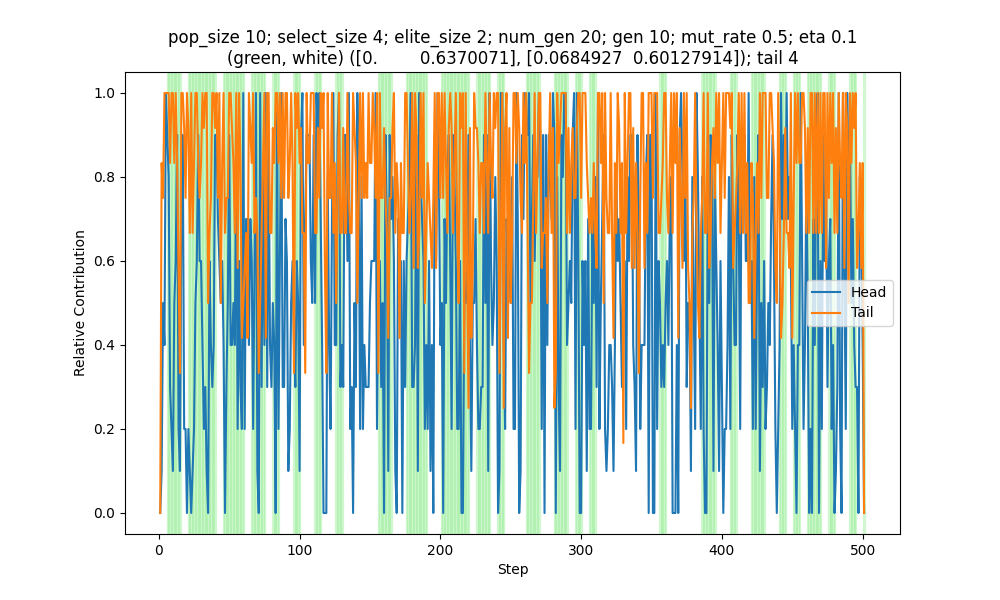 pop_size 10; select_size 4; elite_size 2; num_gen 20; gen 10; mut_rate 0.5; eta 0.1
(green, white) ([0. 0.6370071], [0.0684927 0.60127914]); tail 4
1.0
0.8
0.6
0.4
0.2
0.0
Relative Contribution
Head
Tail
0
100
200
300
400
500
Step